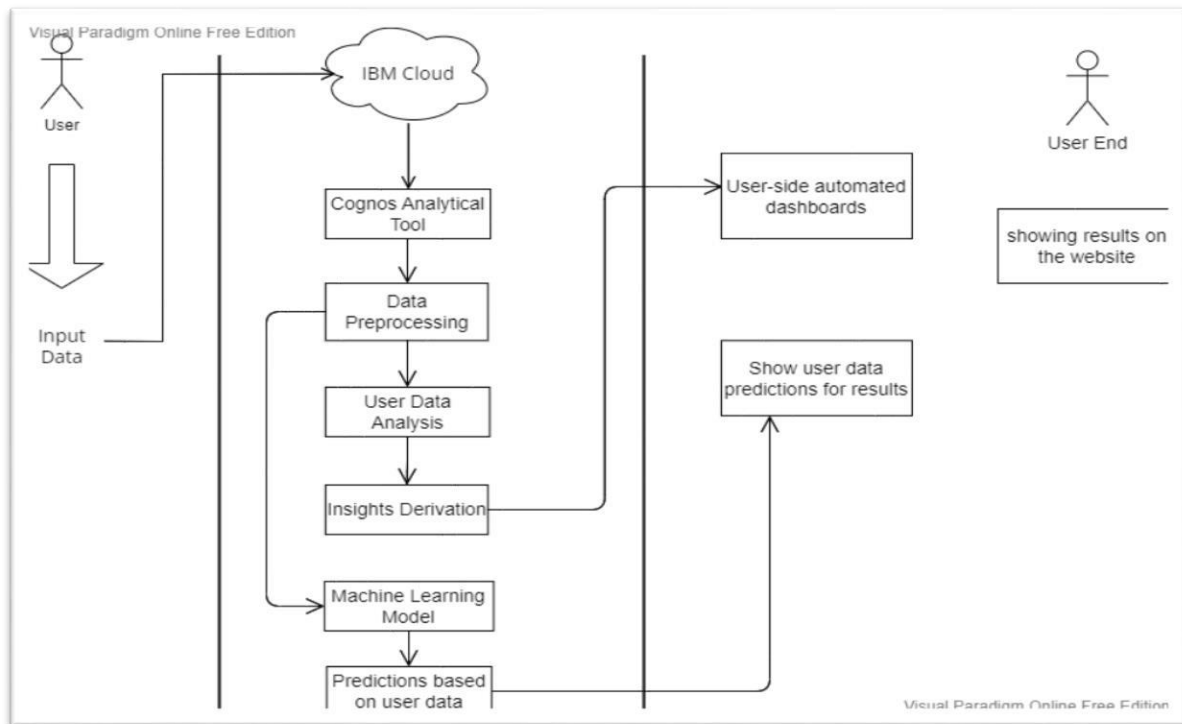 Visual Paradigm Online Free Edition
User
Input
Data
IBM Cloud
Cognos Analytical
Tool
Data
Preprocessing
User Data
Analysis
Insights Derivation
Machine Learning
Model
Predictions based
on user data
User-side automated
dashboards
Show user data
predictions for results
User End
showing results on
the website
Visual Paradigm Online Free Edition